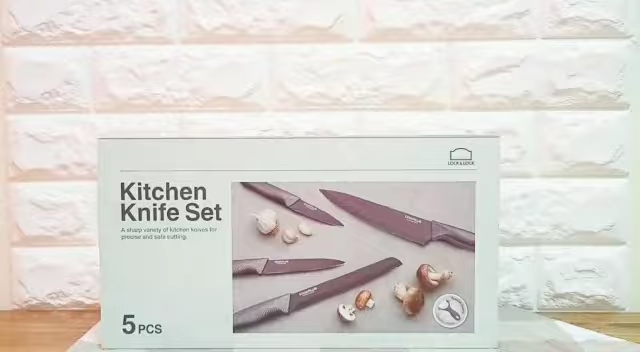 LOCK&LOCK
Kitchen
Knife Set
A sharp variety of kitchen knives for
precise and safe cutting.
5 PCS